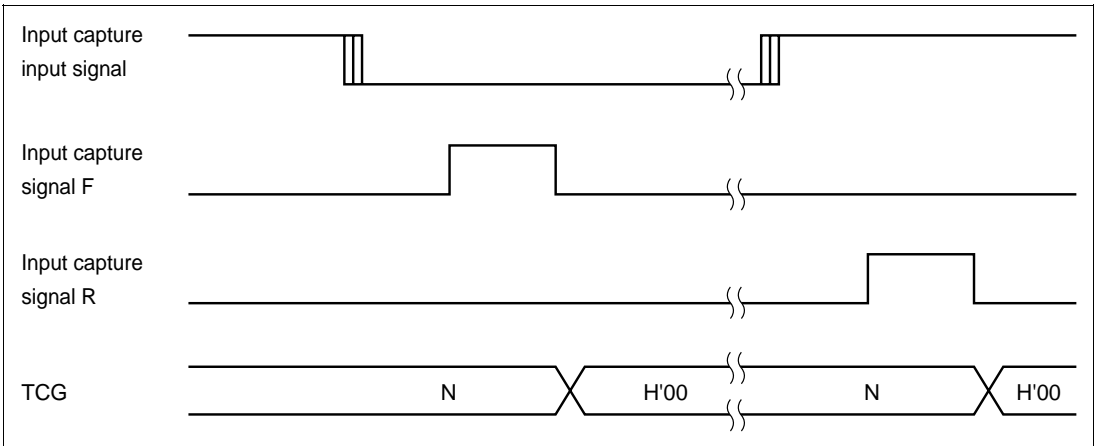 Input capture
input signal
Input capture
signal F
Input capture
signal R
TCG
N
H'00
N
H'00